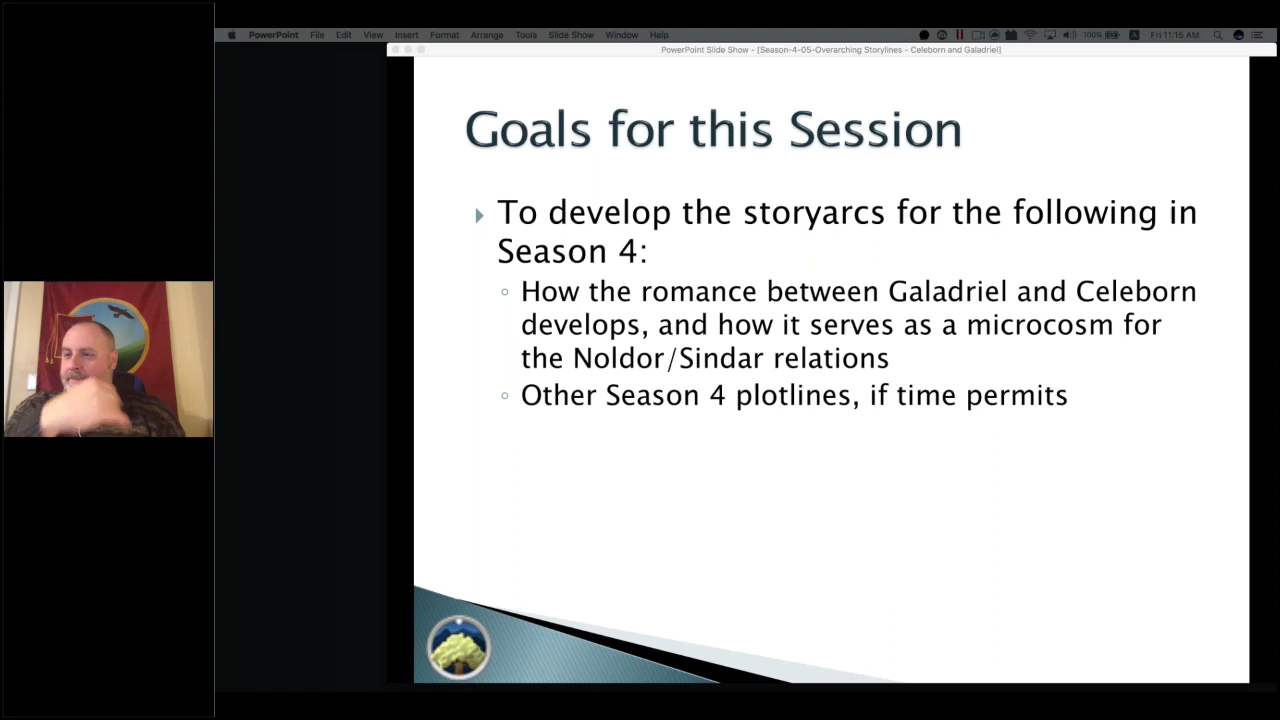 PowerPoint File Edit View Insert Format Arrange Tools Slide Show Window Help 100% A Fri 11:15 AM
PowerPoint Slide Show - [Season-4-05-Overarching Storylines - Celeborn and Galadriel]
Goals for this Session
To develop the storyarcs for the following in
Season 4:
How the romance between Galadriel and Celeborn
develops, and how it serves as a microcosm for
the Noldor/Sindar relations
Other Season 4 plotlines, if time permits